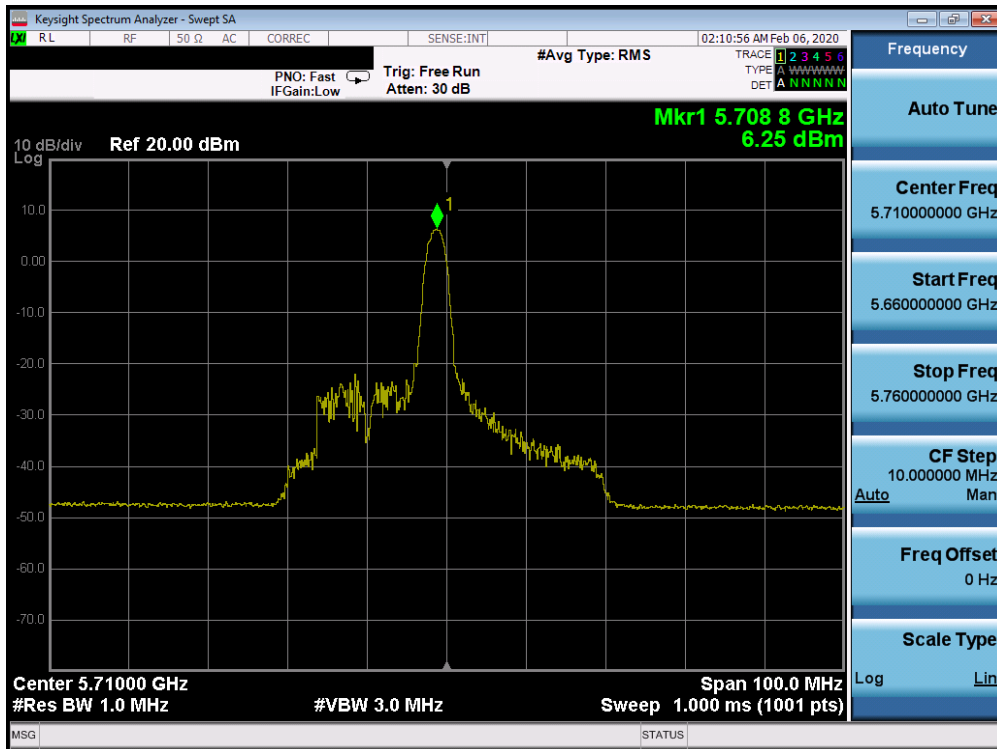 Keysight Spectrum Analyzer - Swept SA
LXI RL RF 50 Ω AC CORREC SENSE:INT 02:10:56 AM Feb 06, 2020
#Avg Type: RMS
TRACE 1 2 3 4 5 6
PNO: Fast Trig: Free Run TYPE A WWWWW
IFGain:Low Atten: 30 dB DET A N N N N N
Mkr1 5.708 8 GHz
6.25 dBm
10 dB/div Ref 20.00 dBm
Log
1
10.0
0.00
-10.0
-20.0
-30.0
-40.0
-50.0
-60.0
-70.0
Center 5.71000 GHz Span 100.0 MHz
#Res BW 1.0 MHz #VBW 3.0 MHz Sweep 1.000 ms (1001 pts)
MSG STATUS
Frequency
Auto Tune
Center Freq
5.710000000 GHz
Start Freq
5.660000000 GHz
Stop Freq
5.760000000 GHz
CF Step
10.000000 MHz
Auto Man
Freq Offset
0 Hz
Scale Type
Log Lin